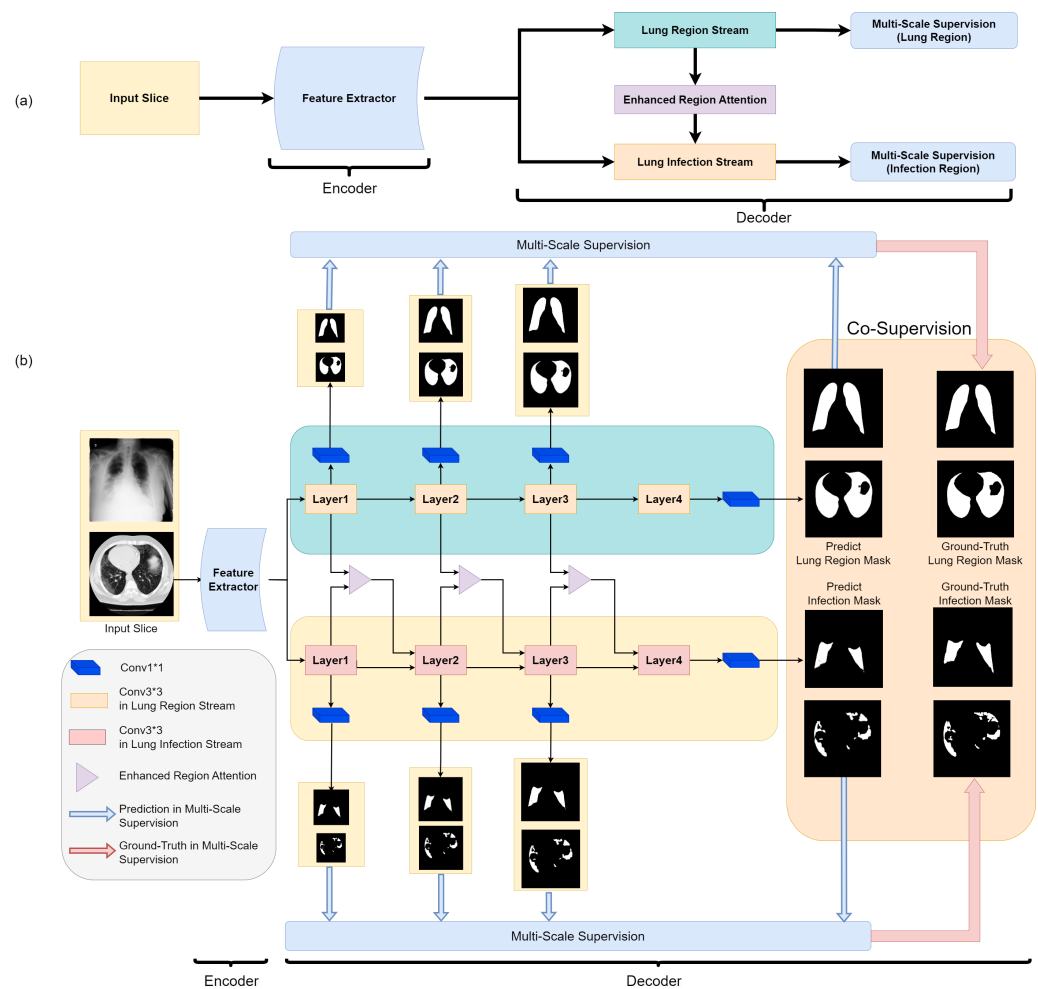 (a)
Input Slice
Feature Extractor
Encoder
Lung Region Stream
Enhanced Region Attention
Lung Infection Stream
Multi-Scale Supervision
(Lung Region)
Multi-Scale Supervision
(Infection Region)
Decoder
(b)
Multi-Scale Supervision
Co-Supervision
Layer1
Layer2
Layer3
Layer4
Predict
Lung Region Mask
Ground-Truth
Lung Region Mask
Feature
Extractor
Input Slice
Predict
Infection Mask
Ground-Truth
Infection Mask
Layer1
Layer2
Layer3
Layer4
Conv1*1
Conv3*3
in Lung Region Stream
Conv3*3
in Lung Infection Stream
Enhanced Region Attention
Prediction in Multi-Scale
Supervision
Ground-Truth in Multi-Scale
Supervision
Multi-Scale Supervision
Encoder
Decoder